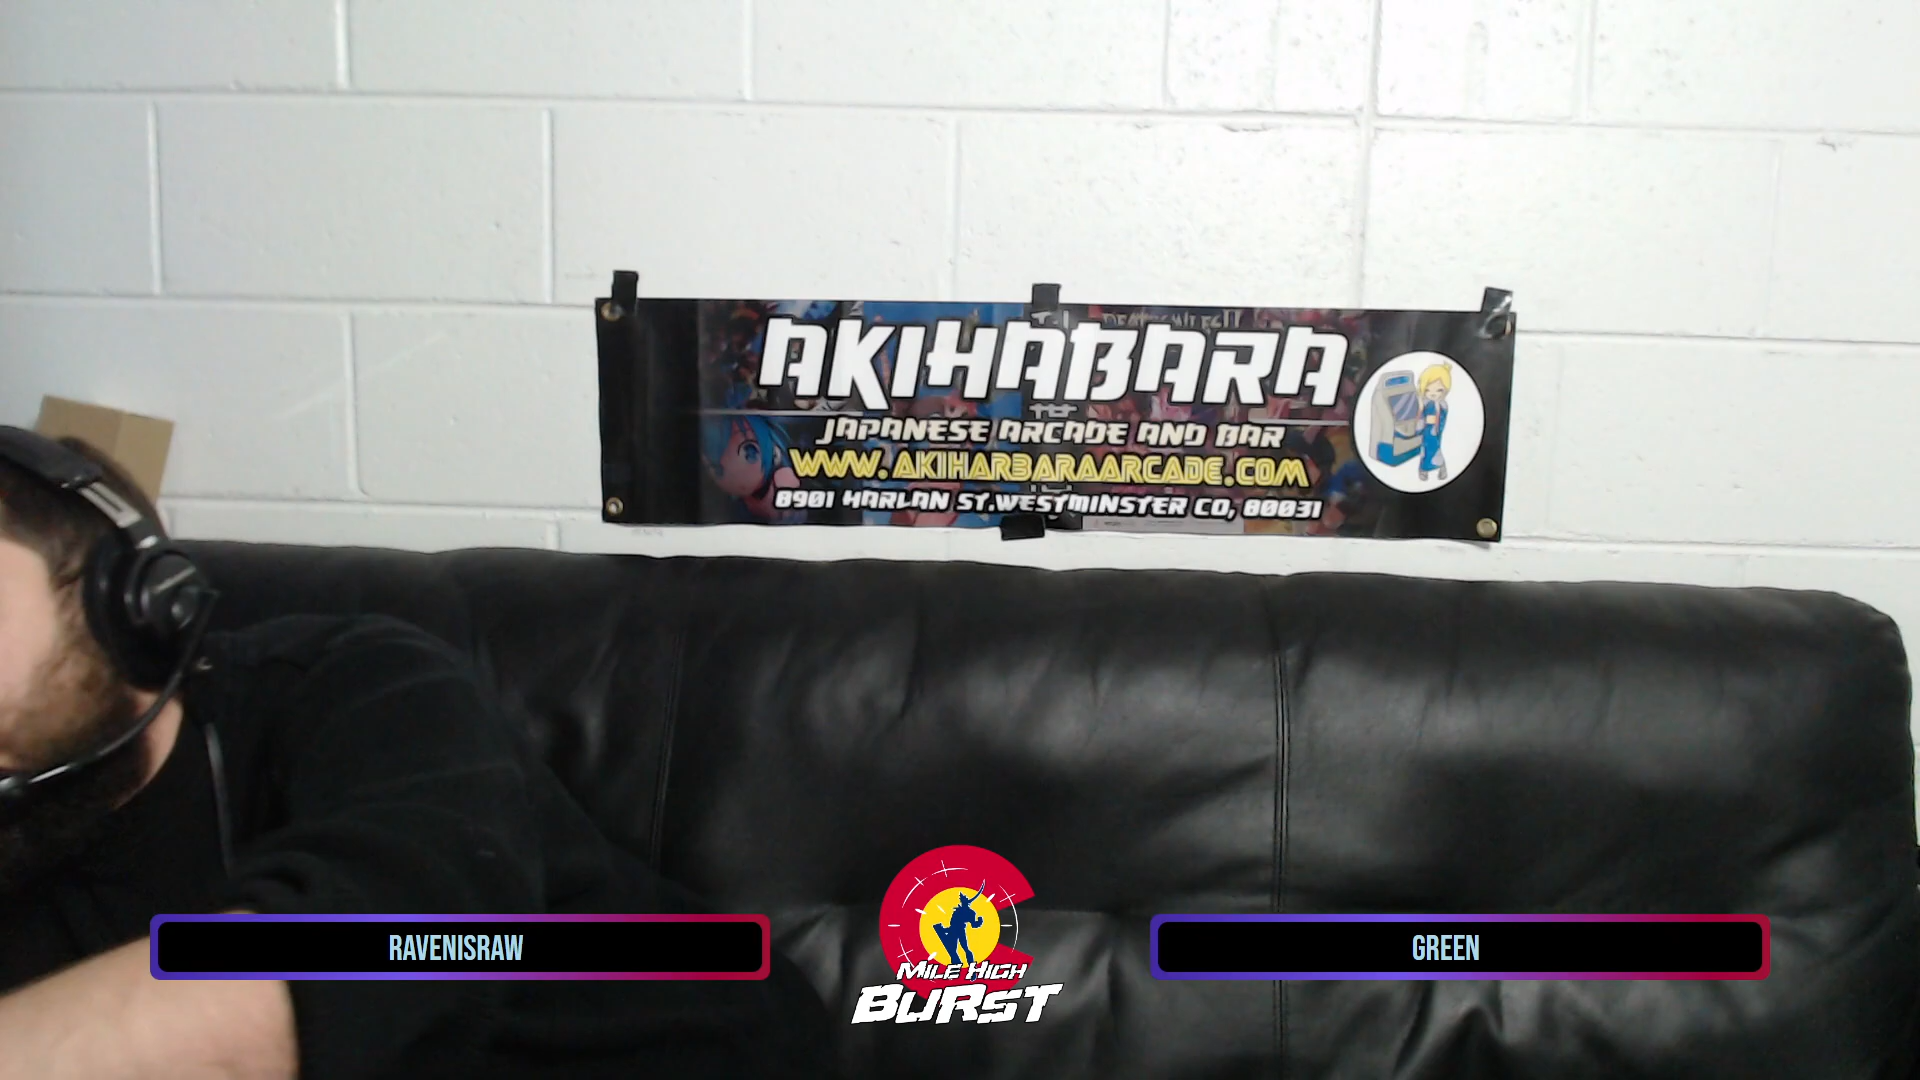 AKIHABARA
JAPANESE ARCADE AND BAR
WWW.AKIHARBARAARCADE.COM
8901 HARLAN ST.WESTMINSTER CO, 80031
RAVENISRAW
MILE HIGH
BURST
GREEN